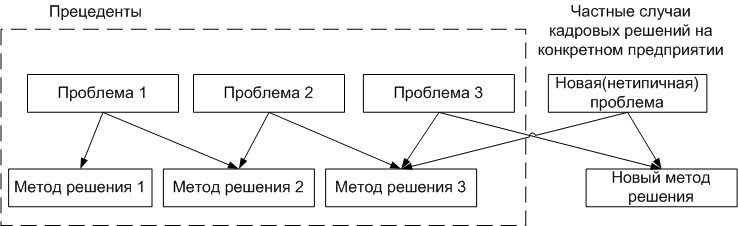 Прецеденты
Частные случаи
кадровых решений на
конкретном предприятии
Проблема 1
Проблема 2
Проблема 3
Новая(нетипичная)
проблема
Метод решения 1
Метод решения 2
Метод решения 3
Новый метод
решения